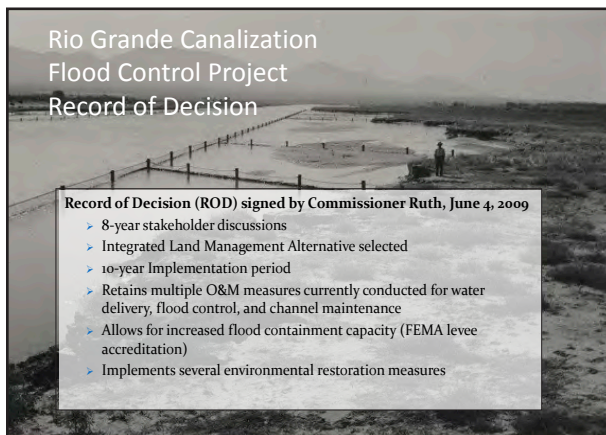 Rio Grande Canalization
Flood Control Project
Record of Decision
Record of Decision (ROD) signed by Commissioner Ruth, June 4, 2009
➢ 8-year stakeholder discussions
➢ Integrated Land Management Alternative selected
➢ 10-year Implementation period
➢ Retains multiple O&M measures currently conducted for water
delivery, flood control, and channel maintenance
➢ Allows for increased flood containment capacity (FEMA levee
accreditation)
➢ Implements several environmental restoration measures